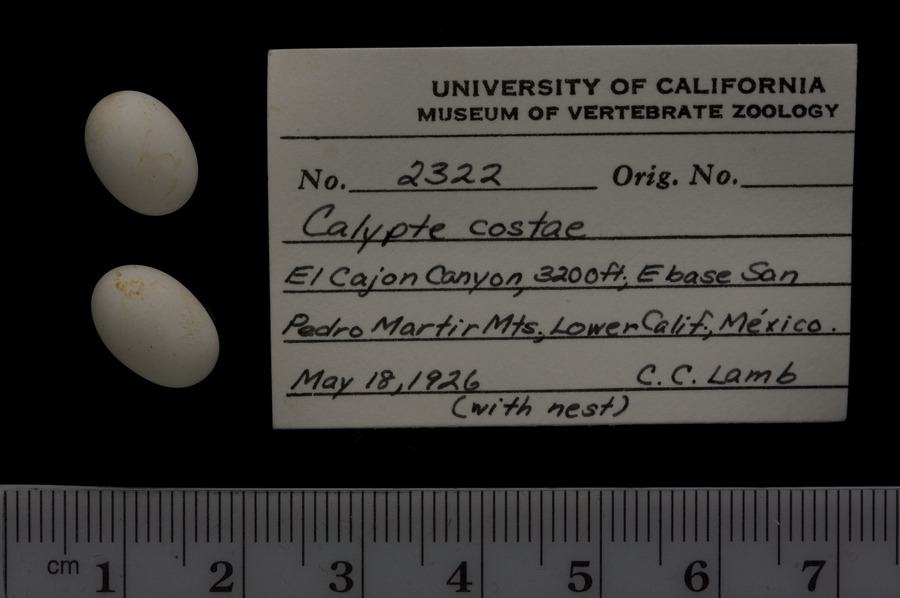 UNIVERSITY OF CALIFORNIA
MUSEUM OF VERTEBRATE ZOOLOGY
No. 2322 Orig. No.
Calypte costae
El Cajon Canyon, 3200ft; E base San
Pedro Martir Mts., Lower Calif., México.
May 18, 1926 C. C. Lamb
(with nest)
cm 1 2 3 4 5 6 7